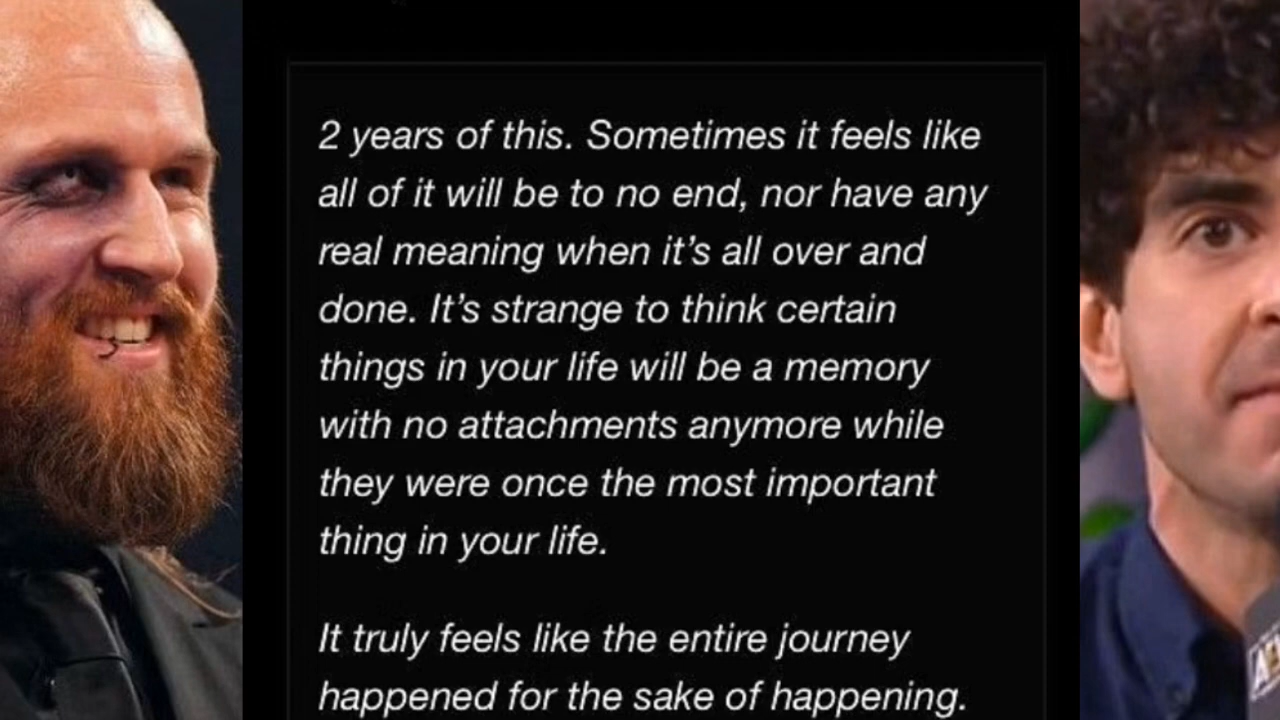 2 years of this. Sometimes it feels like
all of it will be to no end, nor have any
real meaning when it's all over and
done. It's strange to think certain
things in your life will be a memory
with no attachments anymore while
they were once the most important
thing in your life.
It truly feels like the entire journey
happened for the sake of happening.